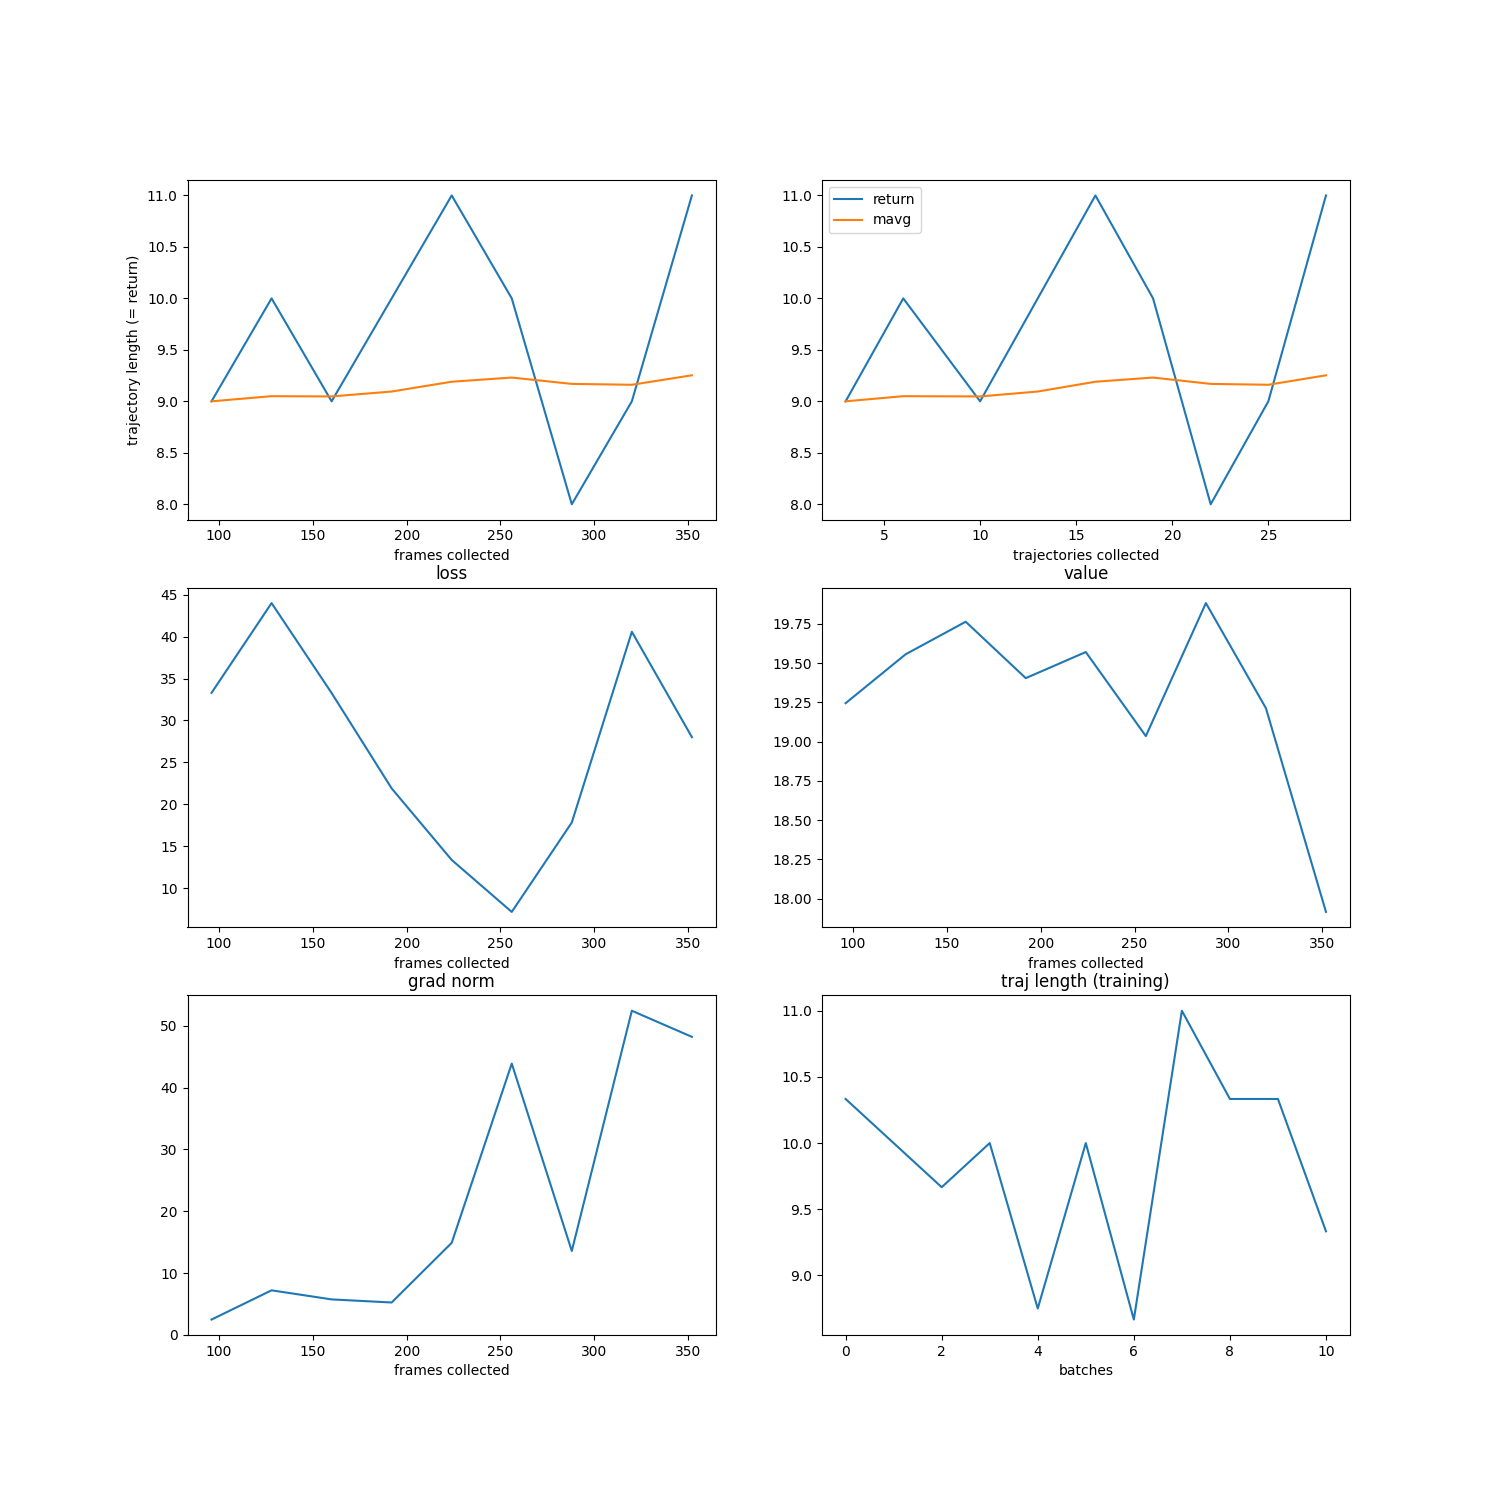 11.0
10.5
10.0
9.5
9.0
8.5
8.0
trajectory length (= return)
100 150 200 250 300 350
frames collected
return
mavg
11.0
10.5
10.0
9.5
9.0
8.5
8.0
5 10 15 20 25
trajectories collected
loss
45
40
35
30
25
20
15
10
100 150 200 250 300 350
frames collected
value
19.75
19.50
19.25
19.00
18.75
18.50
18.25
18.00
100 150 200 250 300 350
frames collected
grad norm
50
40
30
20
10
0
100 150 200 250 300 350
frames collected
traj length (training)
11.0
10.5
10.0
9.5
9.0
0 2 4 6 8 10
batches